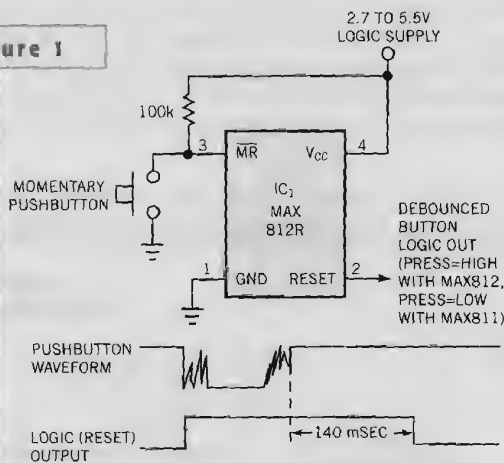 ure 1
2.7 TO 5.5V
LOGIC SUPPLY
100k
3
MR
VCC
4
MOMENTARY
PUSHBUTTON
IC1
MAX
812R
DEBOUNCED
BUTTON
LOGIC OUT
(PRESS=HIGH
WITH MAX812,
PRESS=LOW
WITH MAX811)
1
GND
RESET
2
PUSHBUTTON
WAVEFORM
140 mSEC
LOGIC (RESET)
OUTPUT